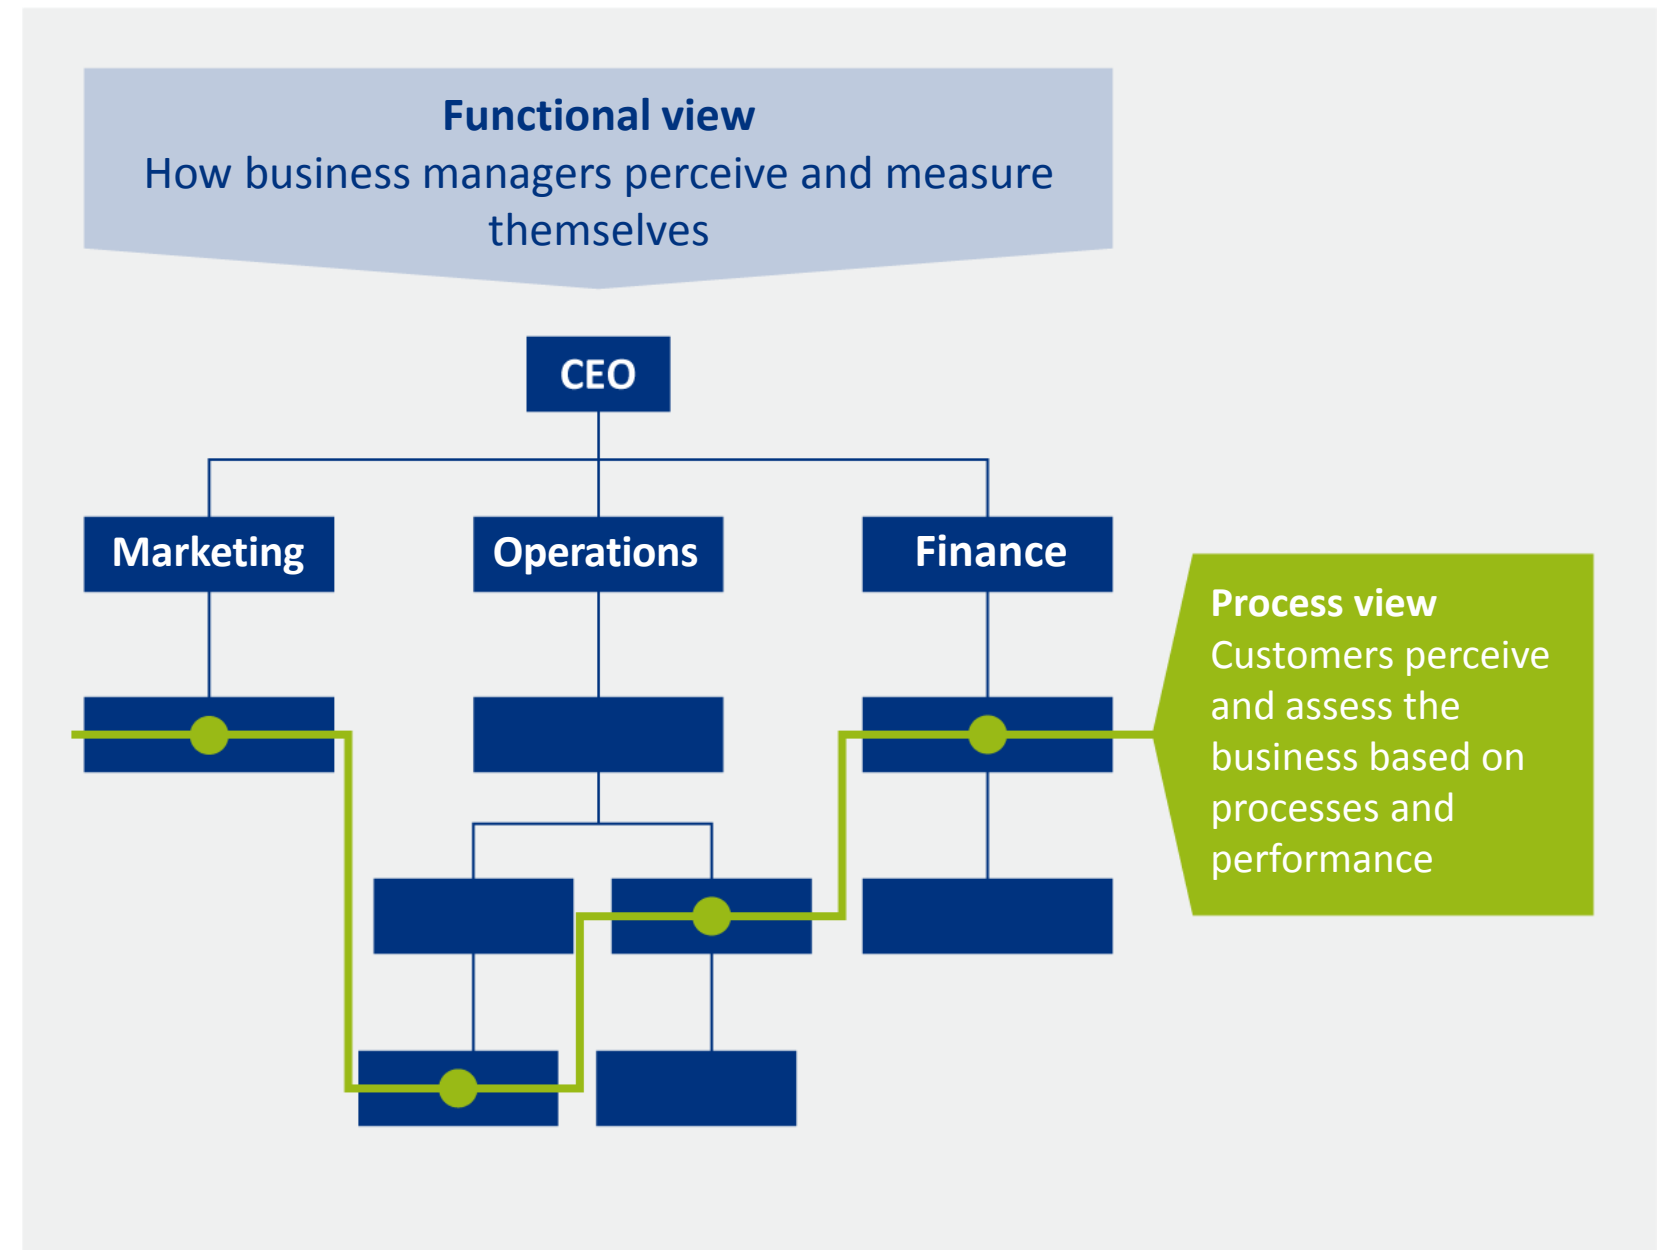 Functional view
How business managers perceive and measure
themselves
CEO
Marketing
Operations
Finance
Process view
Customers perceive
and assess the
business based on
processes and
performance